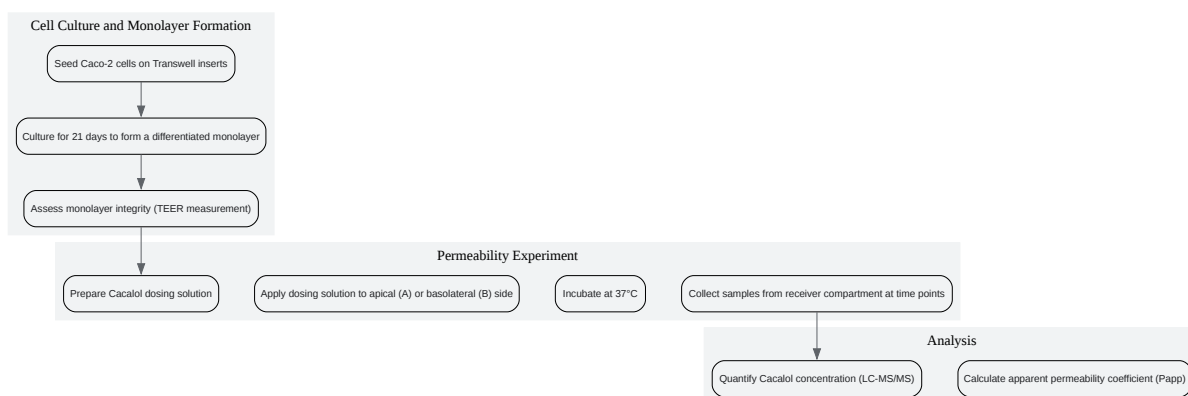 Cell Culture and Monolayer Formation
Seed Caco-2 cells on Transwell inserts
Culture for 21 days to form a differentiated monolayer
Assess monolayer integrity (TEER measurement)
Permeability Experiment
Prepare Cacalol dosing solution
Apply dosing solution to apical (A) or basolateral (B) side
Incubate at 37°C
Collect samples from receiver compartment at time points
Analysis
Quantify Cacalol concentration (LC-MS/MS)
Calculate apparent permeability coefficient (Papp)